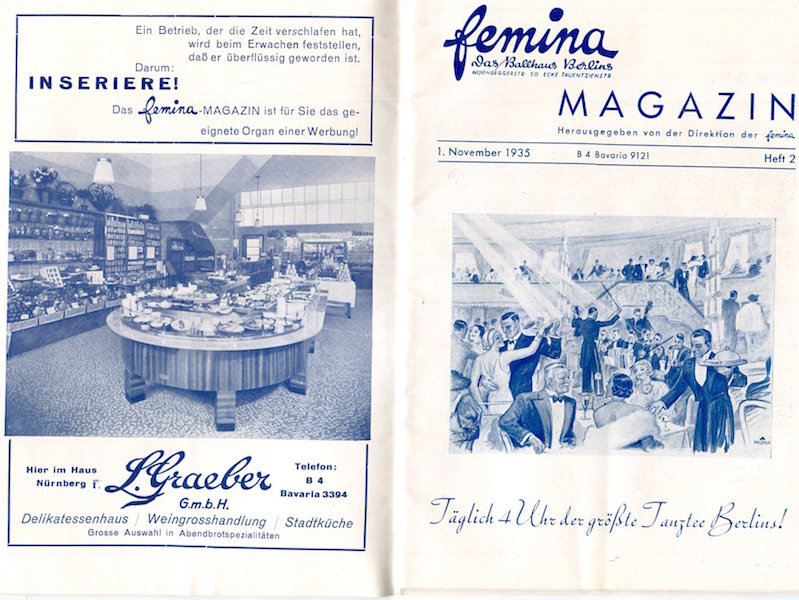 Ein Betrieb, der die Zeit verschlafen hat,
wird beim Erwachen feststellen,
daß er überflüssig geworden ist.
Darum:
INSERIERE!
Das femina-MAGAZIN ist für Sie das ge-
eignete Organ einer Werbung!
Hier im Haus
Nürnberg
L. Graeber
G.m.b.H.
Telefon:
B 4
Bavaria 3394
Delikatessenhaus / Weingrosshandlung / Stadtküche
Grosse Auswahl in Abendbrotspezialitäten
femina
Das Ballhaus Berlins
NÜRNBERGERSTR. 50 ECKE TAUENTZIENSTR.
MAGAZIN
Herausgegeben von der Direktion der femina
1. November 1935 B 4 Bavaria 9121 Heft 2
Täglich 4 Uhr der größte Tanztee Berlins!